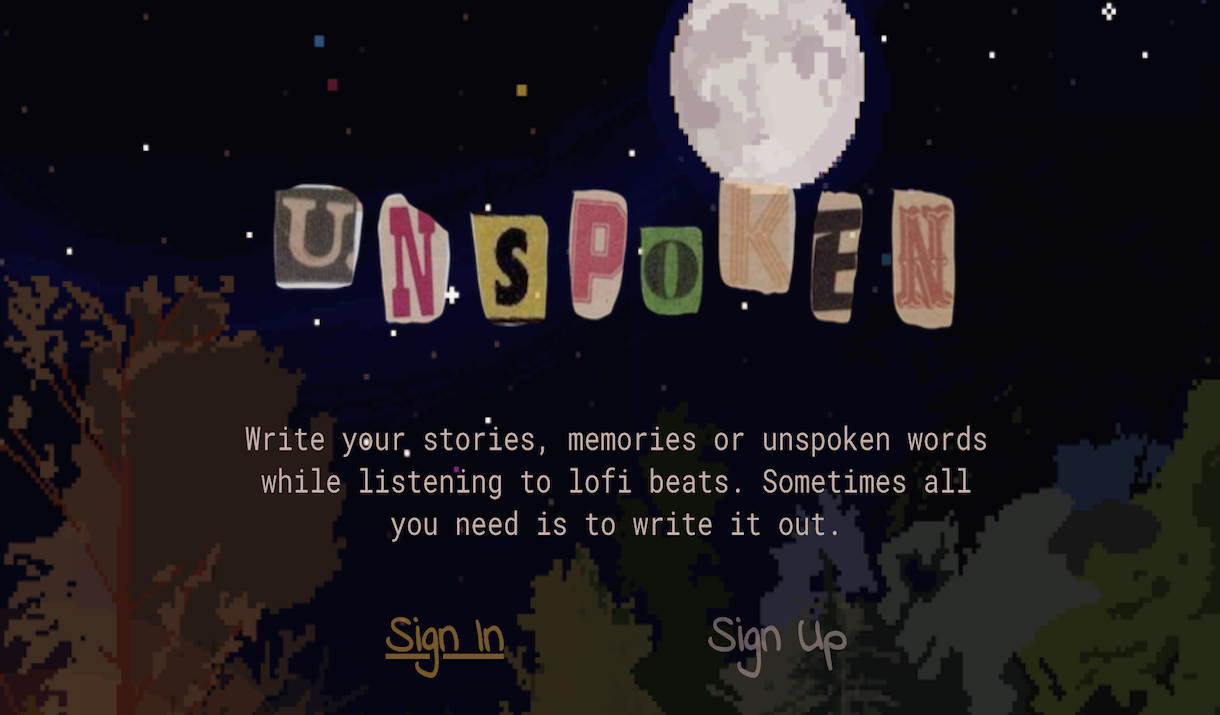 UNSPOKEN
Write your stories, memories or unspoken words
while listening to lofi beats. Sometimes all
you need is to write it out.
Sign In Sign Up